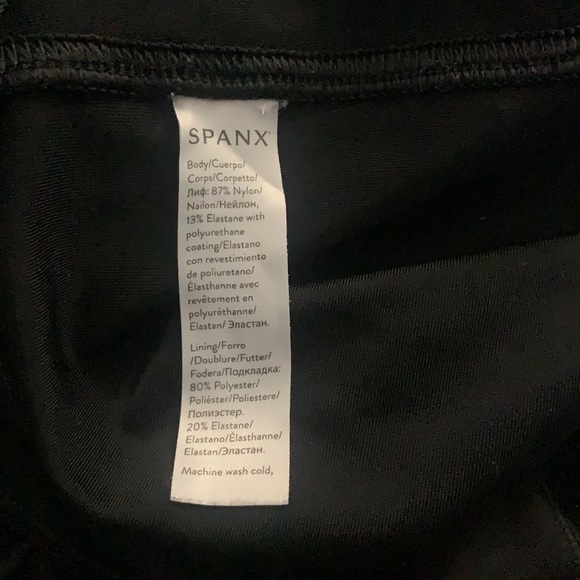 SPANX
Body/Cuerpo/
Corps/Corpetto/
Лиф: 87% Nylon/
Nailon/Нейлон,
13% Elastane with
polyurethane
coating/Elastano
con revestimiento
de poliuretano/
Élasthanne avec
revêtement en
polyuréthanne/
Elastan/ Эластан.
Lining/Forro
/Doublure/Futter/
Fodera/Подкладка:
80% Polyester/
Poliéster/Poliestere/
Полиэстер.
20% Elastane/
Elastano/Élasthanne/
Elastan/Эластан.
Machine wash cold,